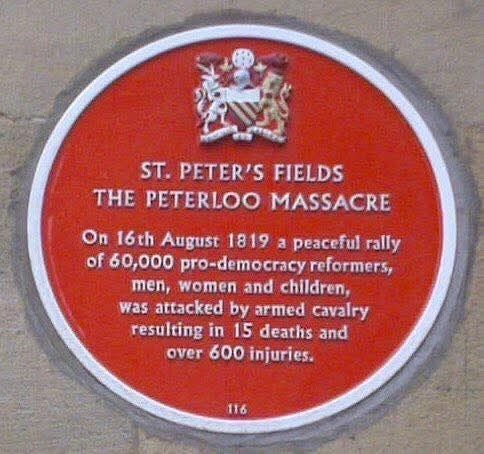 ST. PETER'S FIELDS
THE PETERLOO MASSACRE
On 16th August 1819 a peaceful rally
of 60,000 pro-democracy reformers,
men, women and children,
was attacked by armed cavalry
resulting in 15 deaths and
over 600 injuries.
116